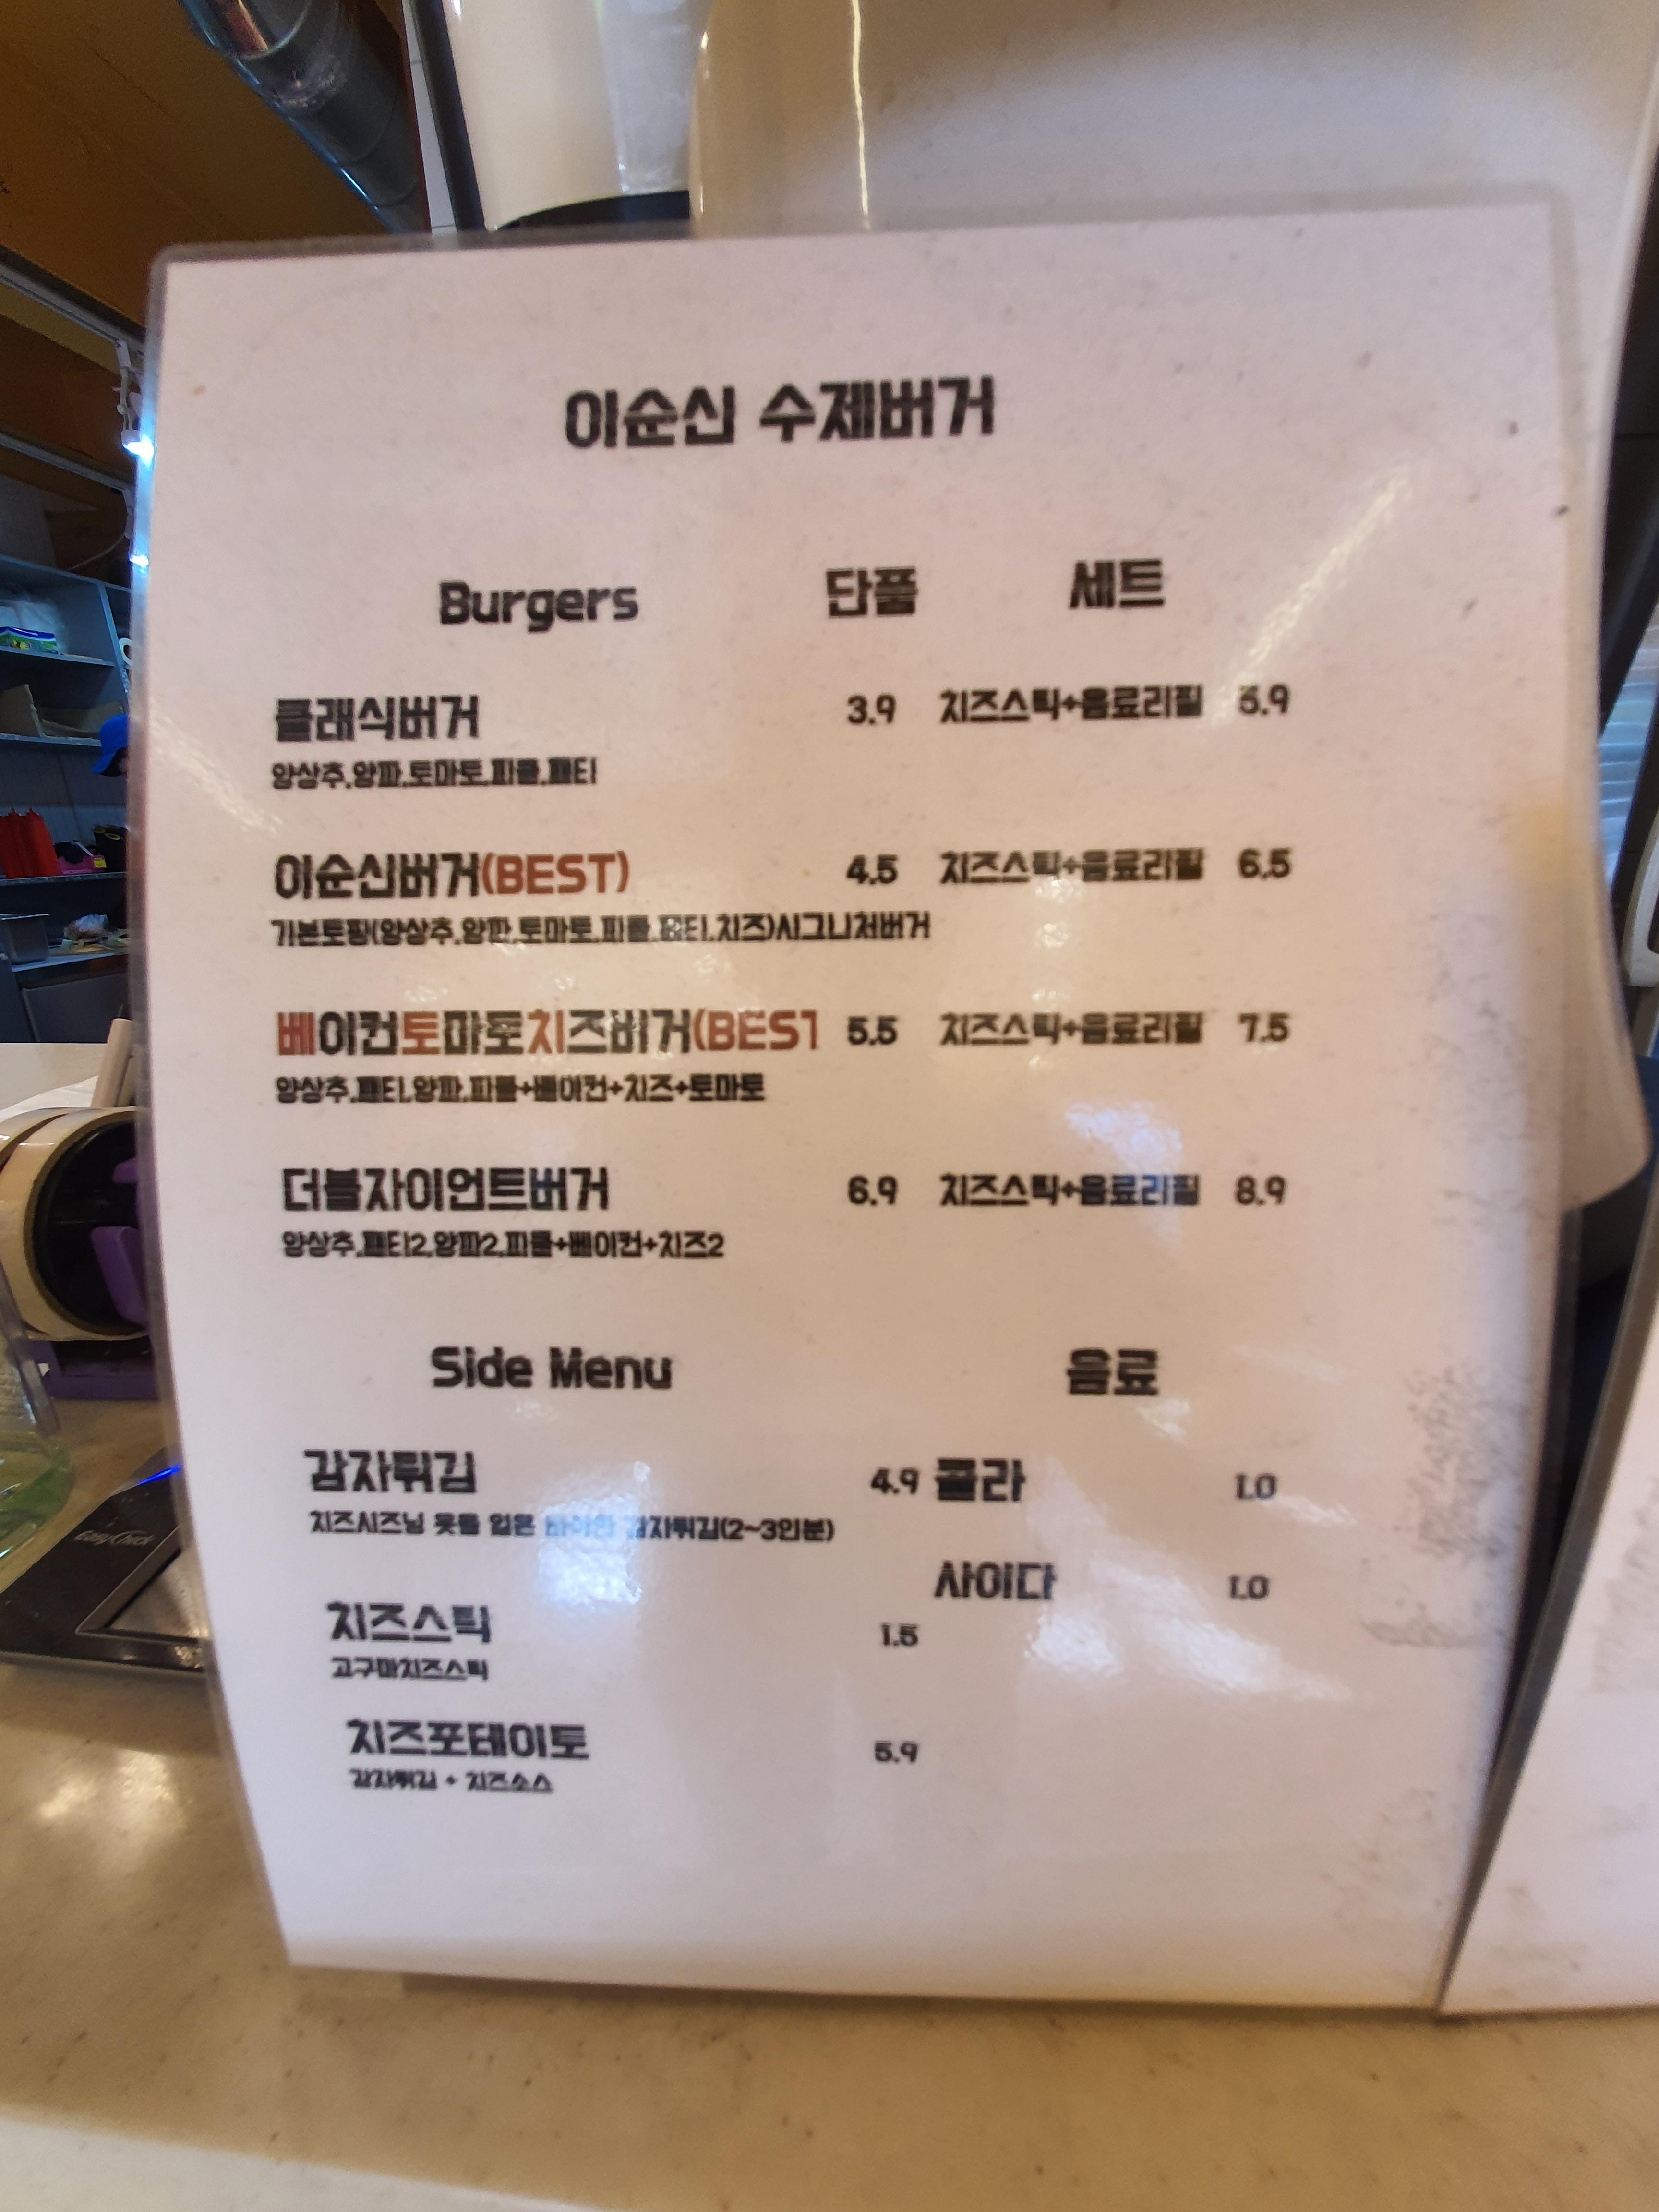 이순신 수제버거
Burgers 단품 세트
클래식버거 3.9 치즈스틱+음료리필 5.9
양상추,양파,토마토,피클,패티
이순신버거(BEST) 4.5 치즈스틱+음료리필 6.5
기본토핑(양상추,양파,토마토,피클,패티,치즈)시그니처버거
베이컨토마토치즈버거(BEST 5.5 치즈스틱+음료리필 7.5
양상추,패티,양파,피클+베이컨+치즈+토마토
더블자이언트버거 6.9 치즈스틱+음료리필 8.9
양상추,패티2,양파2,피클+베이컨+치즈2
Side Menu 음료
감자튀김 4.9 콜라 1.0
치즈시즈닝 옷을 입은 감자튀김(2~3인분)
사이다 1.0
치즈스틱 1.5
고구마치즈스틱
치즈포테이토 5.9
감자튀김 + 치즈소스
EasyCheck